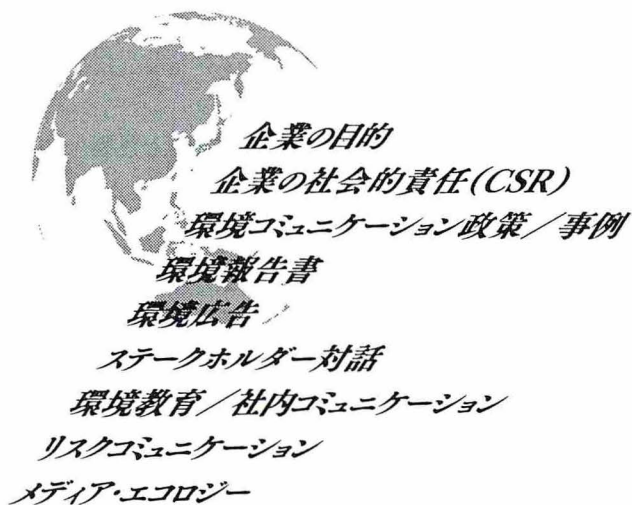 企業の目的
企業の社会的責任(CSR)
環境コミュニケーション政策／事例
環境報告書
環境広告
ステークホルダー対話
環境教育／社内コミュニケーション
リスクコミュニケーション
メディア・エコロジー